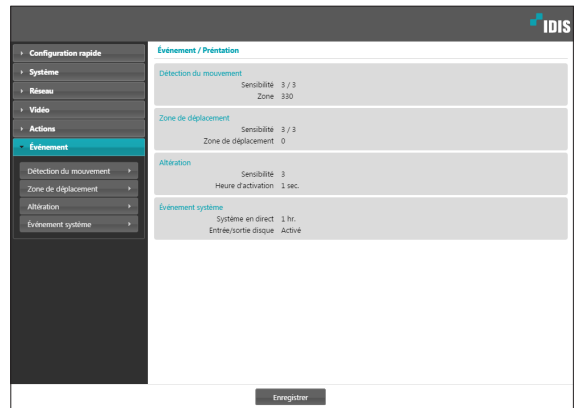 IDIS
Configuration rapide
Système
Réseau
Vidéo
Actions
Événement
Détection du mouvement
Zone de déplacement
Altération
Événement système
Événement / Préntation
Détection du mouvement
Sensibilité 3 / 3
Zone 330
Zone de déplacement
Sensibilité 3 / 3
Zone de déplacement 0
Altération
Sensibilité 3
Heure d'activation 1 sec.
Événement système
Système en direct 1 hr.
Entrée/sortie disque Activé
Enregistrer